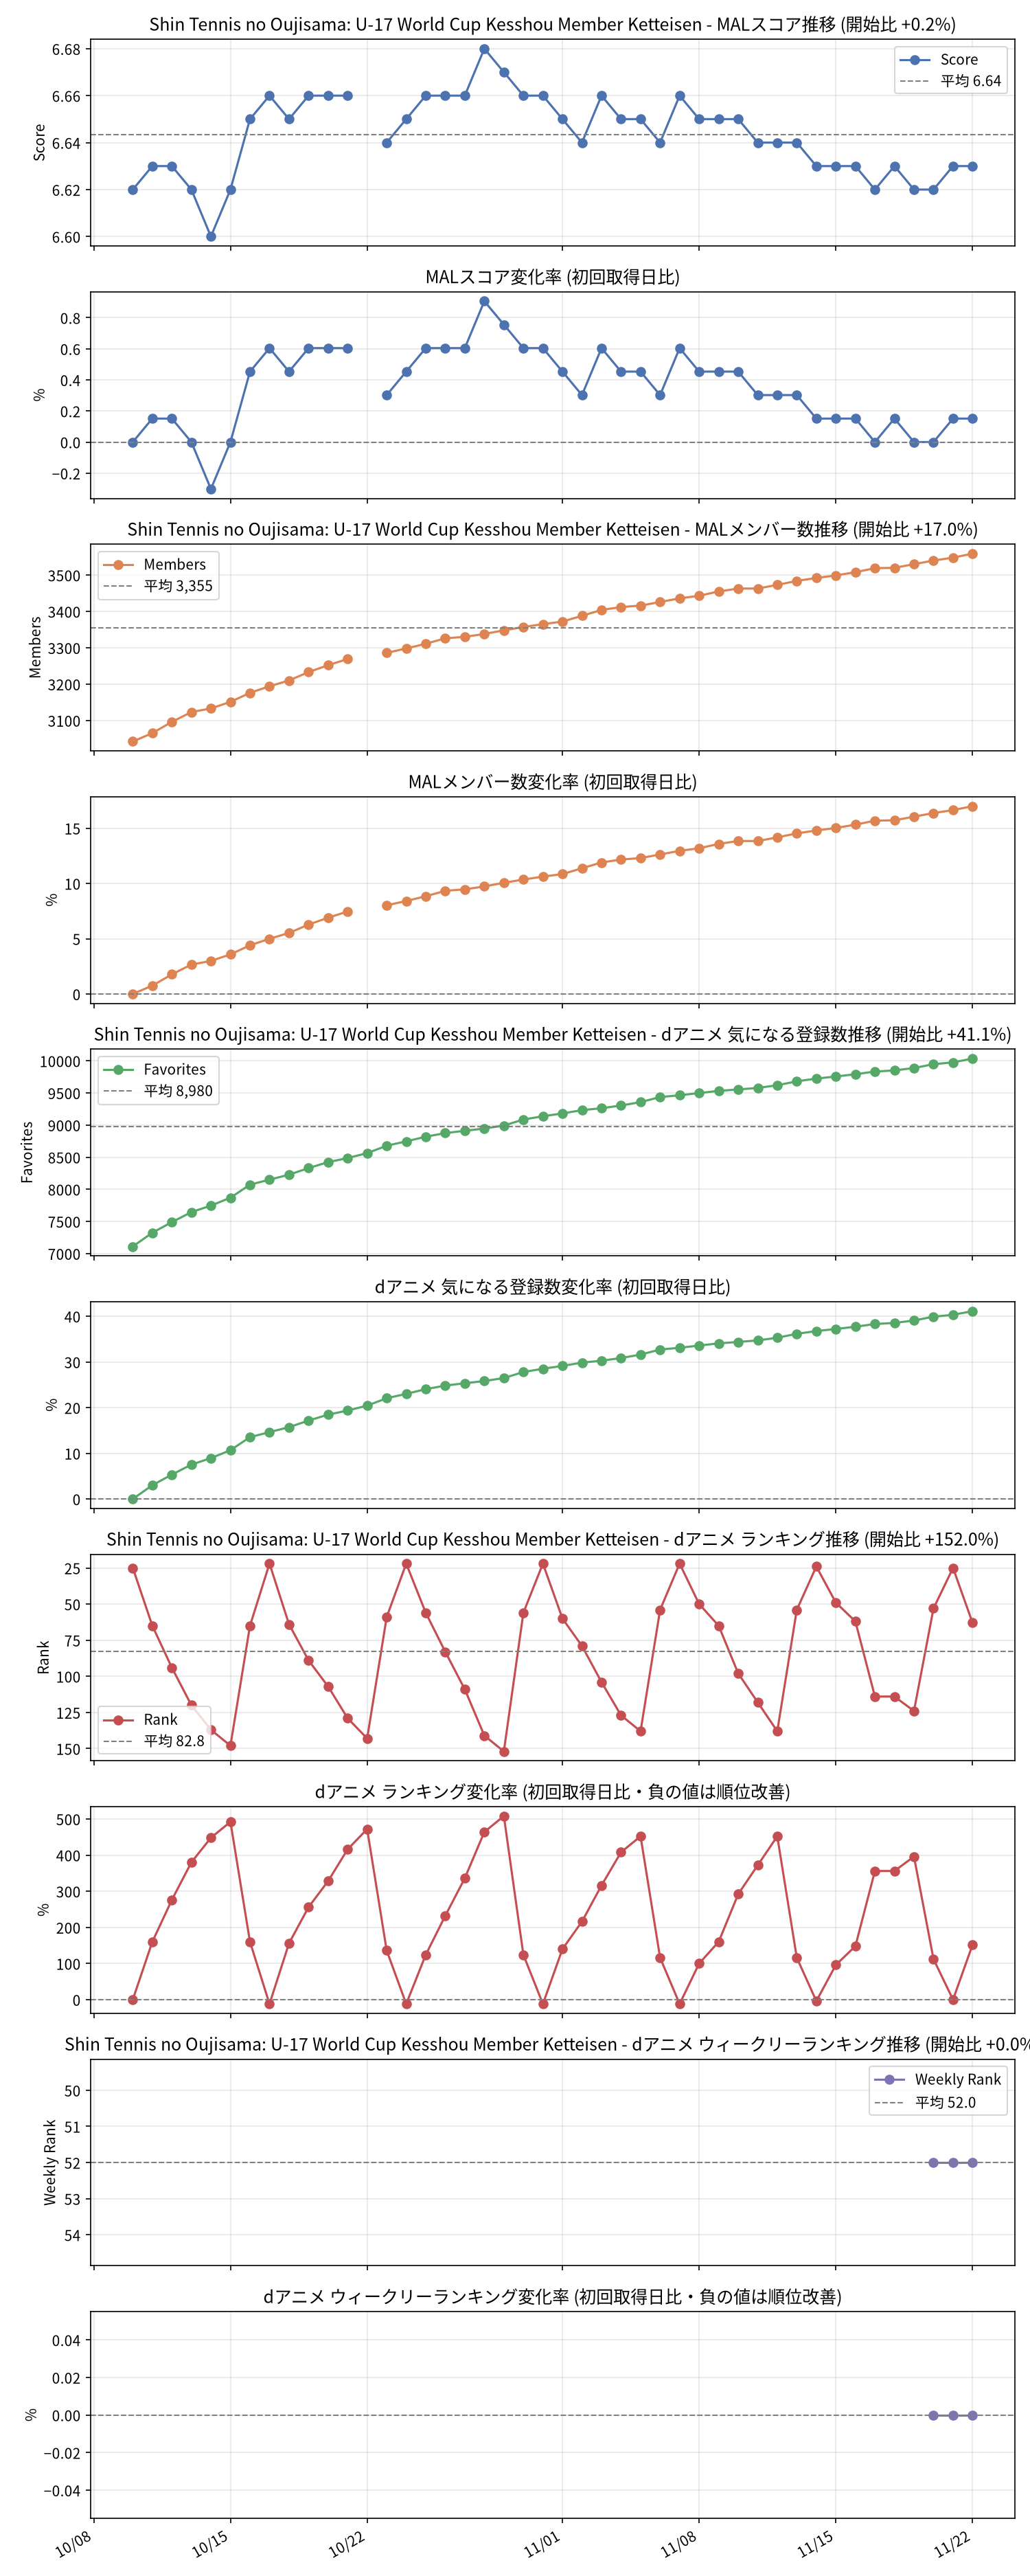 Shin Tennis no Oujisama: U-17 World Cup Kesshou Member Ketteisen - MALスコア推移 (開始比 +0.2%)
6.68
6.66
6.64
6.62
6.60
Score
Score
平均 6.64
MALスコア変化率 (初回取得日比)
0.8
0.6
0.4
0.2
0.0
−0.2
%
Shin Tennis no Oujisama: U-17 World Cup Kesshou Member Ketteisen - MALメンバー数推移 (開始比 +17.0%)
3500
3400
3300
3200
3100
Members
Members
平均 3,355
MALメンバー数変化率 (初回取得日比)
15
10
5
0
%
Shin Tennis no Oujisama: U-17 World Cup Kesshou Member Ketteisen - dアニメ 気になる登録数推移 (開始比 +41.1%)
10000
9500
9000
8500
8000
7500
7000
Favorites
Favorites
平均 8,980
dアニメ 気になる登録数変化率 (初回取得日比)
40
30
20
10
0
%
Shin Tennis no Oujisama: U-17 World Cup Kesshou Member Ketteisen - dアニメ ランキング推移 (開始比 +152.0%)
25
50
75
100
125
150
Rank
Rank
平均 82.8
dアニメ ランキング変化率 (初回取得日比・負の値は順位改善)
500
400
300
200
100
0
%
Shin Tennis no Oujisama: U-17 World Cup Kesshou Member Ketteisen - dアニメ ウィークリーランキング推移 (開始比 +0.0%
50
51
52
53
54
Weekly Rank
Weekly Rank
平均 52.0
dアニメ ウィークリーランキング変化率 (初回取得日比・負の値は順位改善)
0.04
0.02
0.00
−0.02
−0.04
%
10/08
10/15
10/22
11/01
11/08
11/15
11/22